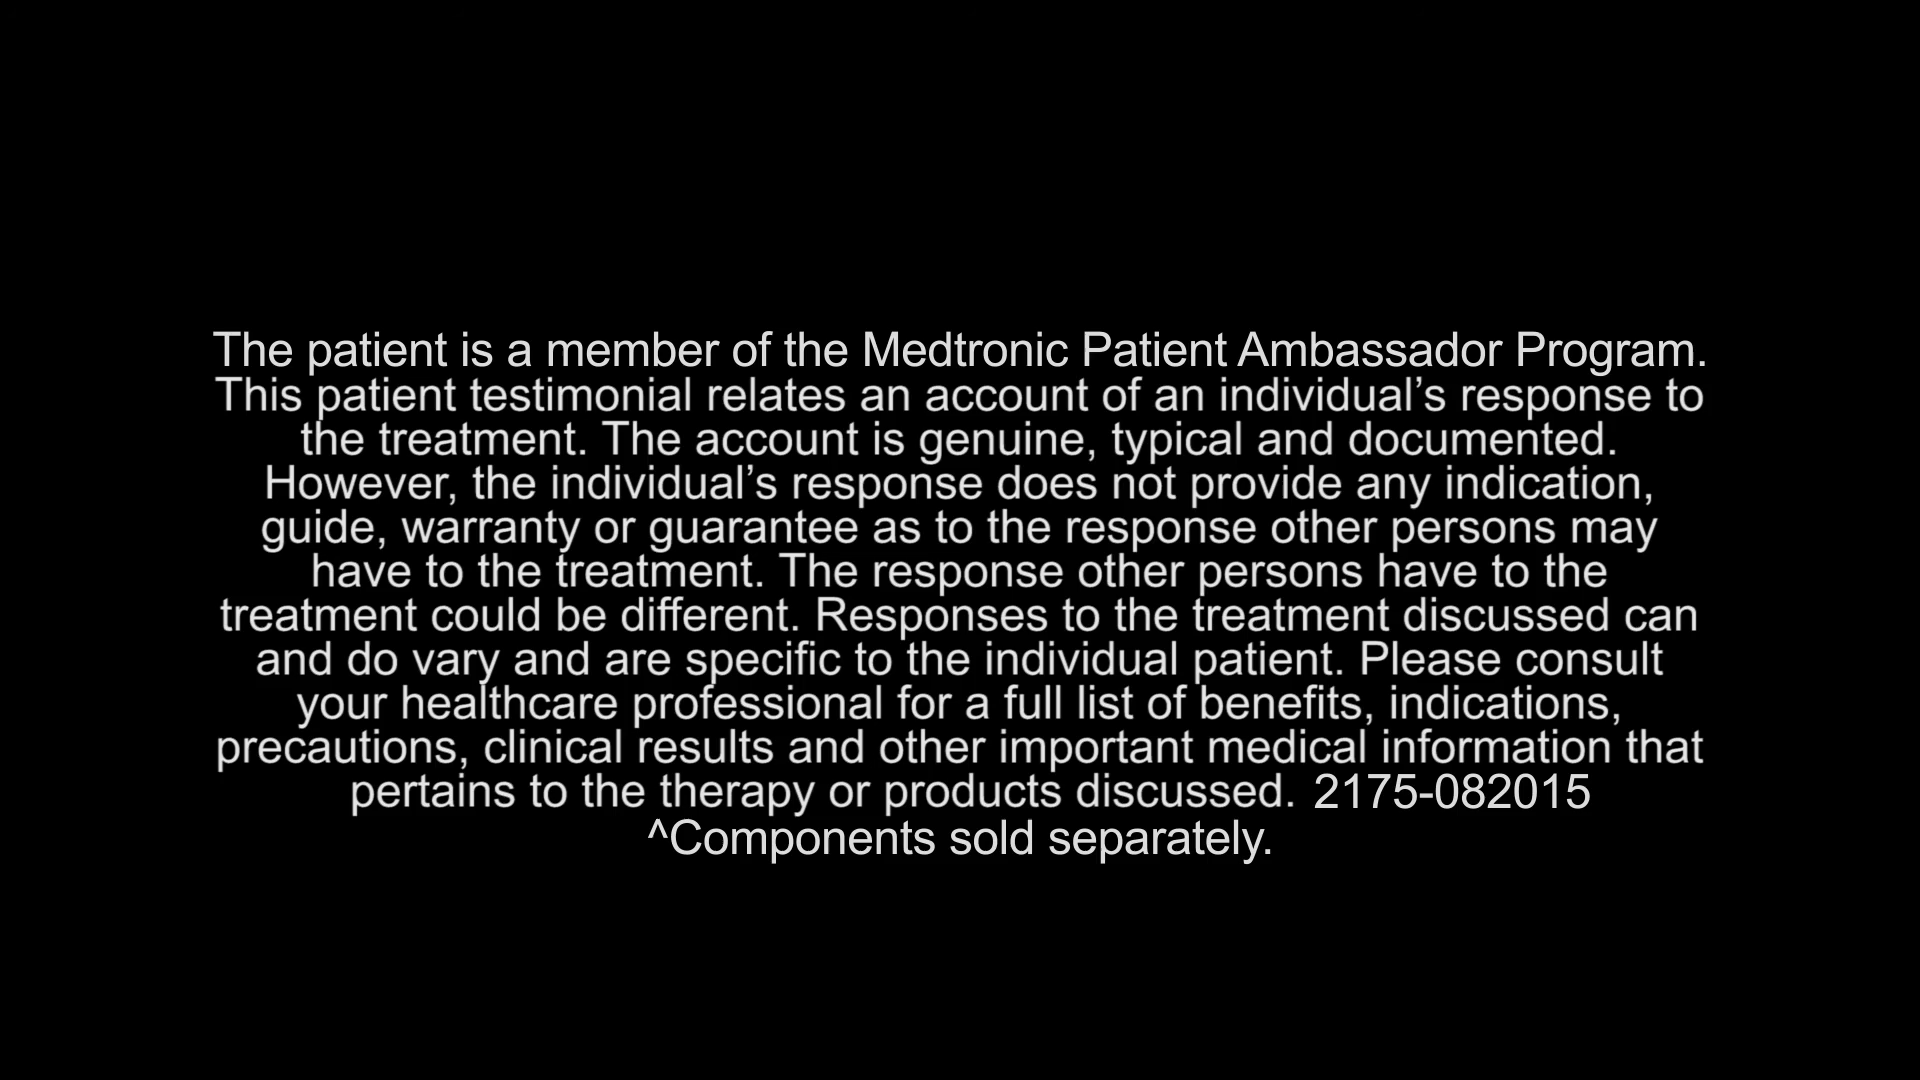 The patient is a member of the Medtronic Patient Ambassador Program.
This patient testimonial relates an account of an individual’s response to
the treatment. The account is genuine, typical and documented.
However, the individual’s response does not provide any indication,
guide, warranty or guarantee as to the response other persons may
have to the treatment. The response other persons have to the
treatment could be different. Responses to the treatment discussed can
and do vary and are specific to the individual patient. Please consult
your healthcare professional for a full list of benefits, indications,
precautions, clinical results and other important medical information that
pertains to the therapy or products discussed. 2175-082015
^Components sold separately.